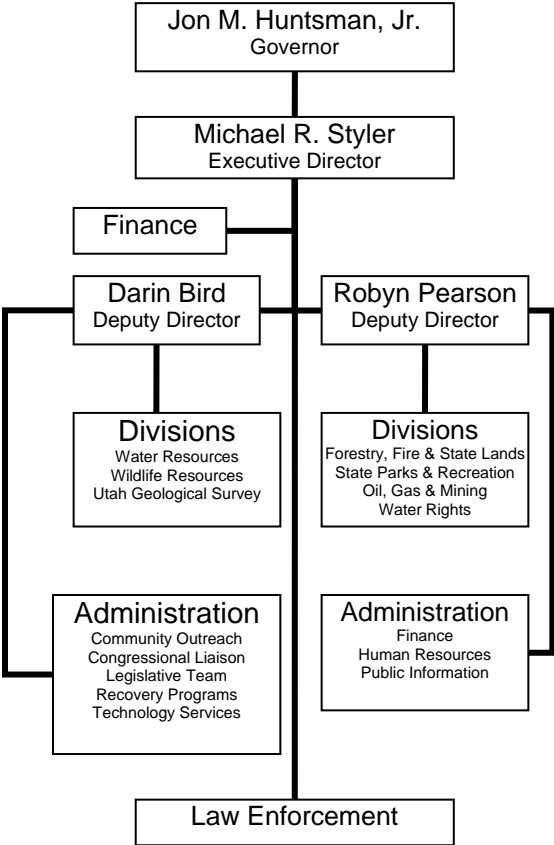 Jon M. Huntsman, Jr.
Governor
Michael R. Styler
Executive Director
Finance
Darin Bird
Deputy Director
Robyn Pearson
Deputy Director
Divisions
Water Resources
Wildlife Resources
Utah Geological Survey
Divisions
Forestry, Fire & State Lands
State Parks & Recreation
Oil, Gas & Mining
Water Rights
Administration
Community Outreach
Congressional Liaison
Legislative Team
Recovery Programs
Technology Services
Administration
Finance
Human Resources
Public Information
Law Enforcement